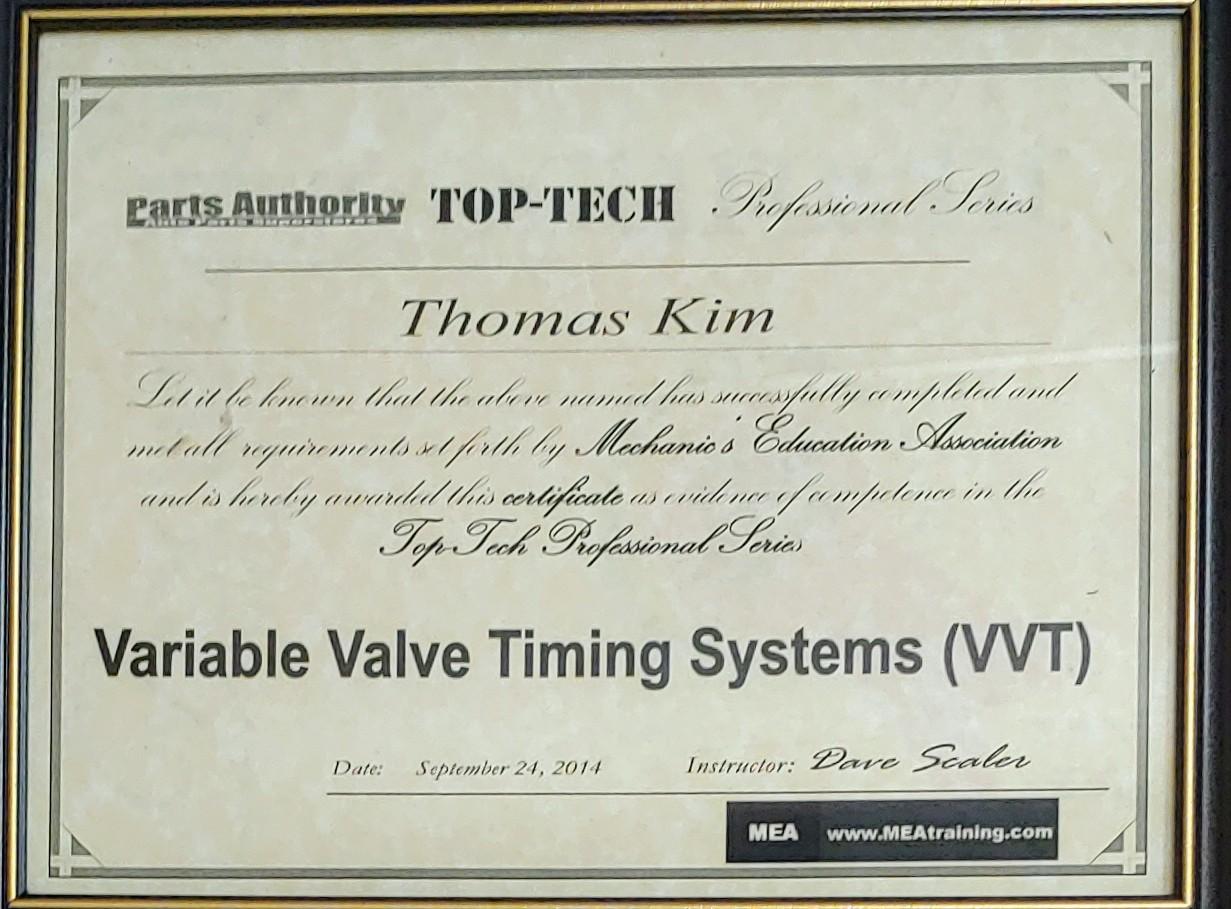 Parts Authority TOP-TECH Professional Series
Auto Parts Superstores
Thomas Kim
Let it be known that the above named has successfully completed and
met all requirements set forth by Mechanic's Education Association
and is hereby awarded this certificate as evidence of competence in the
Top-Tech Professional Series
Variable Valve Timing Systems (VVT)
Date: September 24, 2014 Instructor: Dave Scaler
MEA www.MEAtraining.com